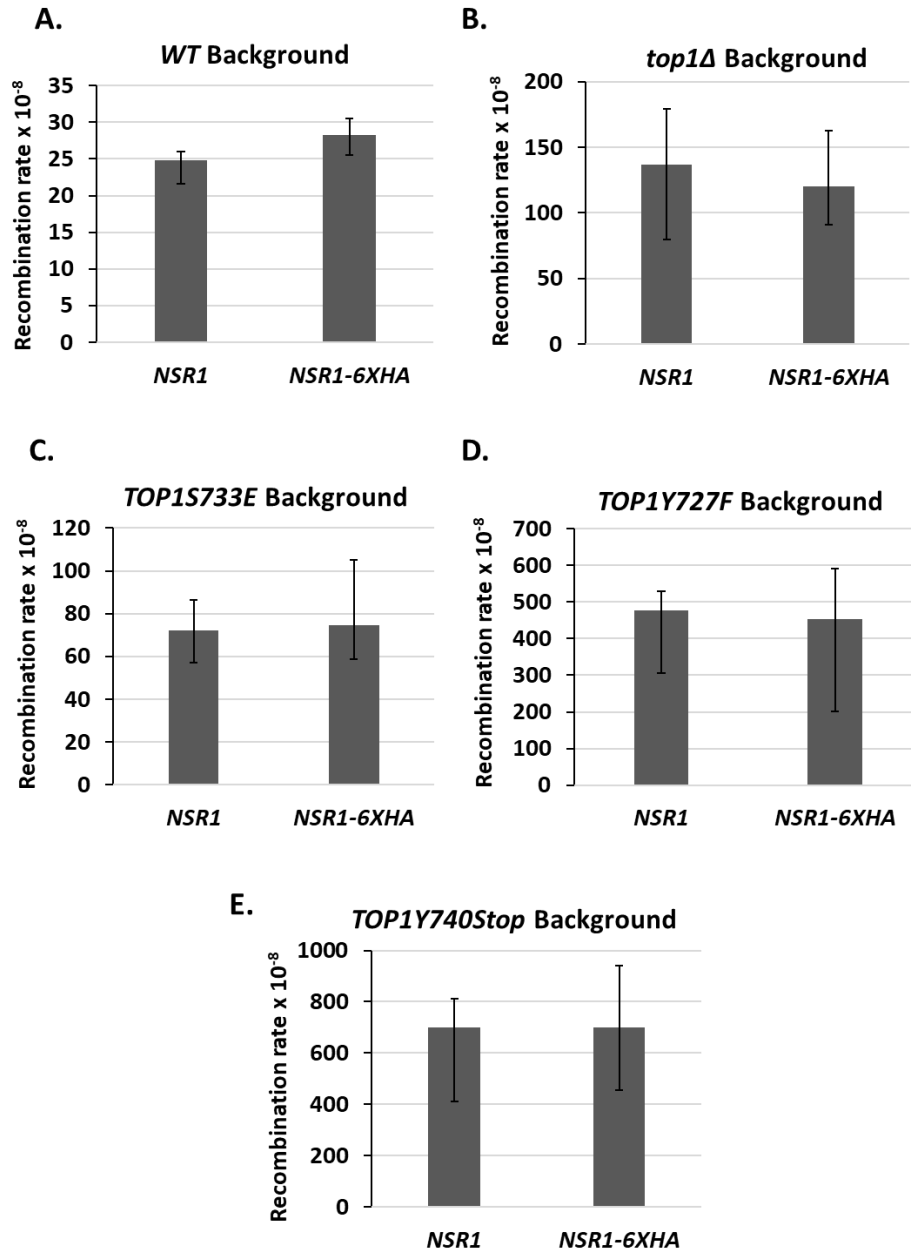 A.
WT Background
Recombination rate x 10-8
35
30
25
20
15
10
5
0
NSR1 NSR1-6XHA
B.
top1Δ Background
Recombination rate x 10-8
200
150
100
50
0
NSR1 NSR1-6XHA
C.
TOP1S733E Background
Recombination rate x 10-8
120
100
80
60
40
20
0
NSR1 NSR1-6XHA
D.
TOP1Y727F Background
Recombination rate x 10-8
700
600
500
400
300
200
100
0
NSR1 NSR1-6XHA
E.
TOP1Y740Stop Background
Recombination rate x 10-8
1000
800
600
400
200
0
NSR1 NSR1-6XHA